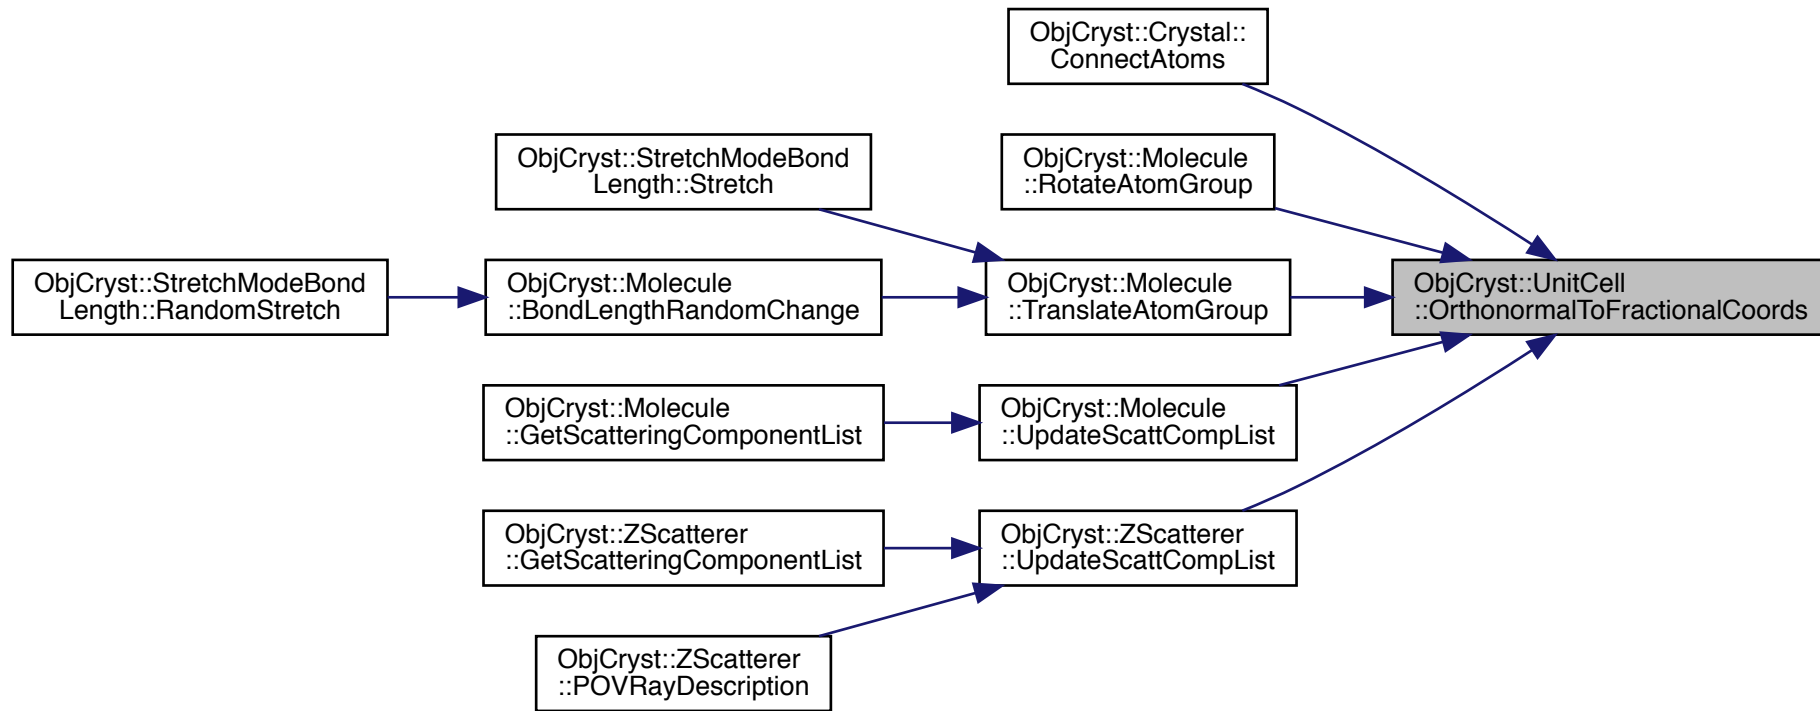 ObjCryst::Crystal::
ConnectAtoms
ObjCryst::StretchModeBond
Length::Stretch
ObjCryst::Molecule
::RotateAtomGroup
ObjCryst::StretchModeBond
Length::RandomStretch
ObjCryst::Molecule
::BondLengthRandomChange
ObjCryst::Molecule
::TranslateAtomGroup
ObjCryst::UnitCell
::OrthonormalToFractionalCoords
ObjCryst::Molecule
::GetScatteringComponentList
ObjCryst::Molecule
::UpdateScattCompList
ObjCryst::ZScatterer
::GetScatteringComponentList
ObjCryst::ZScatterer
::UpdateScattCompList
ObjCryst::ZScatterer
::POVRayDescription